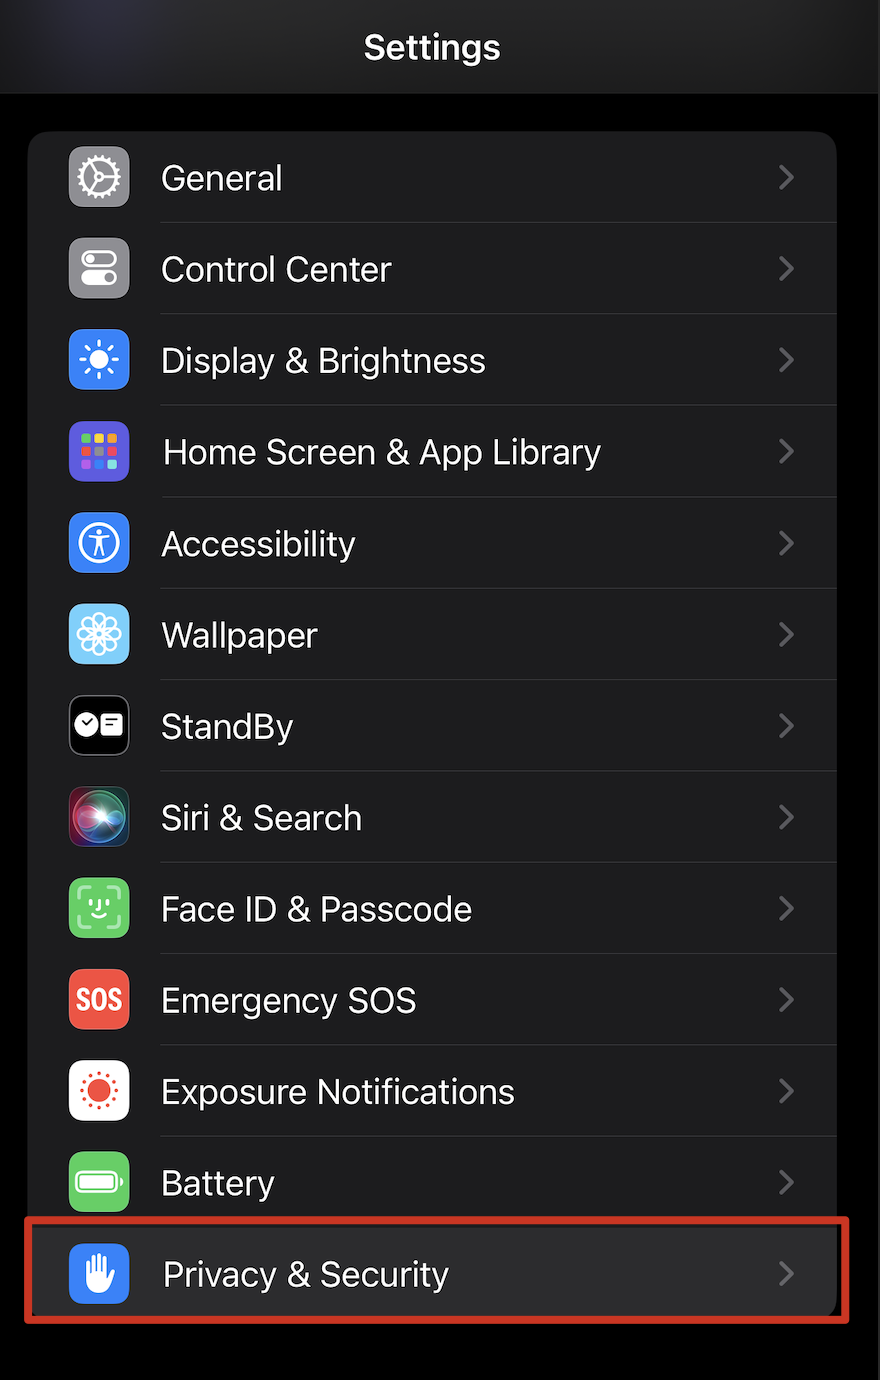 Settings
General
Control Center
Display & Brightness
Home Screen & App Library
Accessibility
Wallpaper
StandBy
Siri & Search
Face ID & Passcode
SOS Emergency SOS
Exposure Notifications
Battery
Privacy & Security